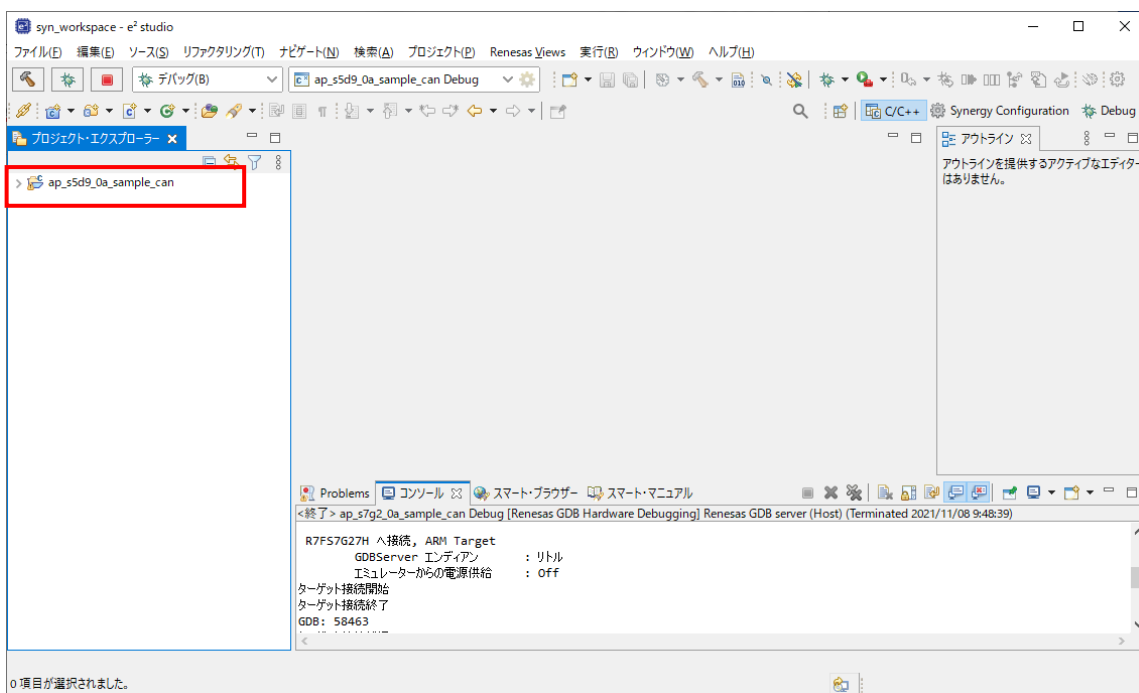 syn_workspace - e² studio
ファイル(F) 編集(E) ソース(S) リファクタリング(T) ナビゲート(N) 検索(A) プロジェクト(P) Renesas Views 実行(R) ウィンドウ(W) ヘルプ(H)
デバッグ(B) ap_s5d9_0a_sample_can Debug
C/C++ Synergy Configuration Debug
プロジェクト・エクスプローラー
アウトライン
ap_s5d9_0a_sample_can
アウトラインを提供するアクティブなエディター
はありません。
Problems コンソール スマート・ブラウザー スマート・マニュアル
<終了> ap_s7g2_0a_sample_can Debug [Renesas GDB Hardware Debugging] Renesas GDB server (Host) (Terminated 2021/11/08 9:48:39)
R7FS7G27H へ接続, ARM Target
GDBServer エンディアン : リトル
エミュレーターからの電源供給 : Off
ターゲット接続開始
ターゲット接続終了
GDB: 58463
0 項目が選択されました。